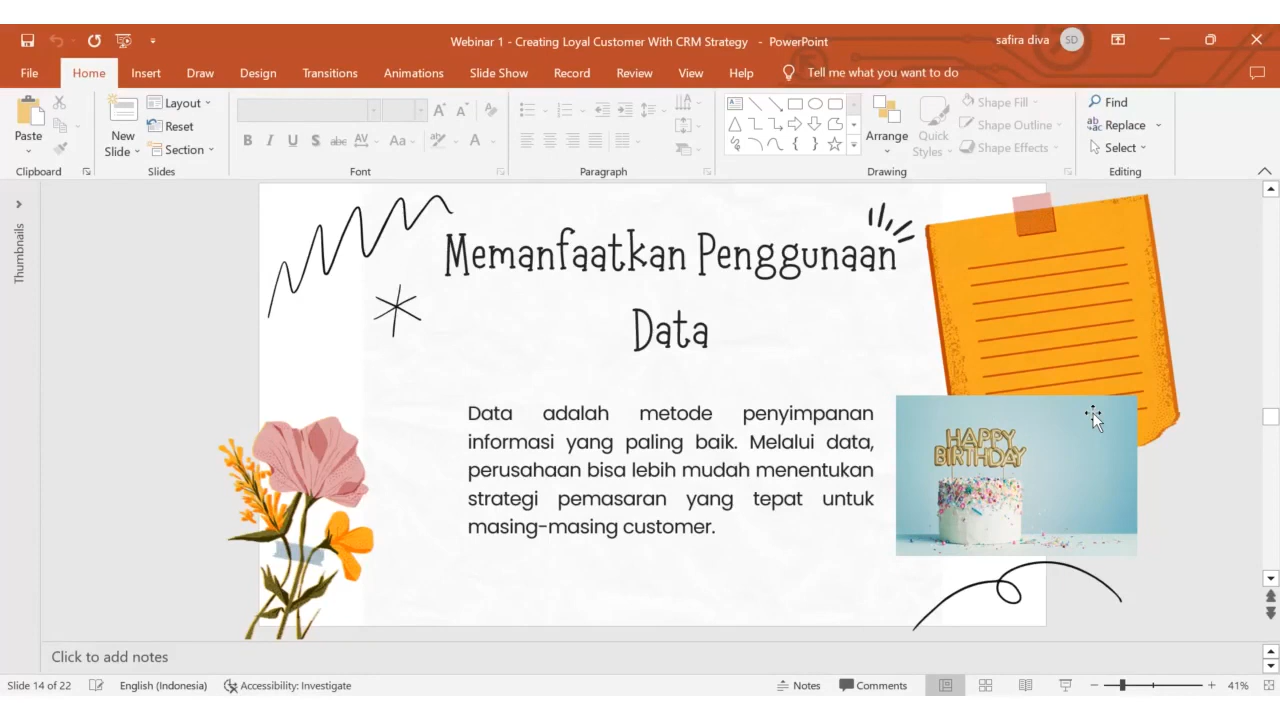 Webinar 1 - Creating Loyal Customer With CRM Strategy - PowerPoint
safira diva
SD
File
Home
Insert
Draw
Design
Transitions
Animations
Slide Show
Record
Review
View
Help
Tell me what you want to do
Paste
New
Slide
Layout
Reset
Section
B I U S abc AV Aa A
Shape Fill
Shape Outline
Shape Effects
Arrange
Quick
Styles
Find
Replace
Select
Clipboard
Slides
Font
Paragraph
Drawing
Editing
Thumbnails
Memanfaatkan Penggunaan
Data
Data adalah metode penyimpanan
informasi yang paling baik. Melalui data,
perusahaan bisa lebih mudah menentukan
strategi pemasaran yang tepat untuk
masing-masing customer.
HAPPY
BIRTHDAY
Click to add notes
Slide 14 of 22
English (Indonesia)
Accessibility: Investigate
Notes
Comments
41%